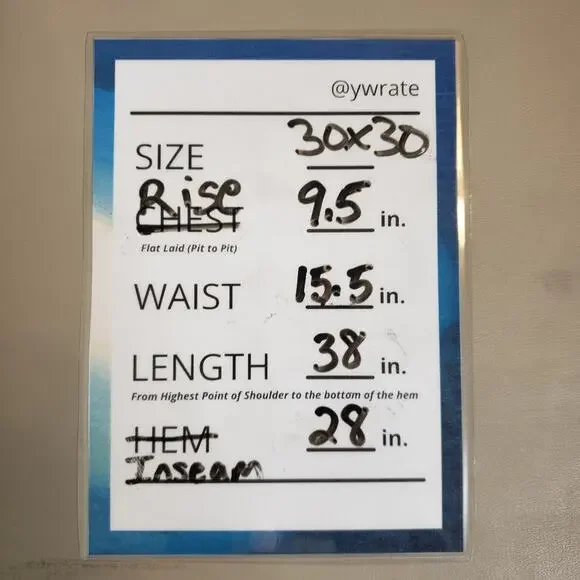 @ywrate
SIZE 30x30
Rise
CHEST 9.5 in.
Flat Laid (Pit to Pit)
WAIST 15.5 in.
LENGTH 38 in.
From Highest Point of Shoulder to the bottom of the hem
HEM 28 in.
Inseam